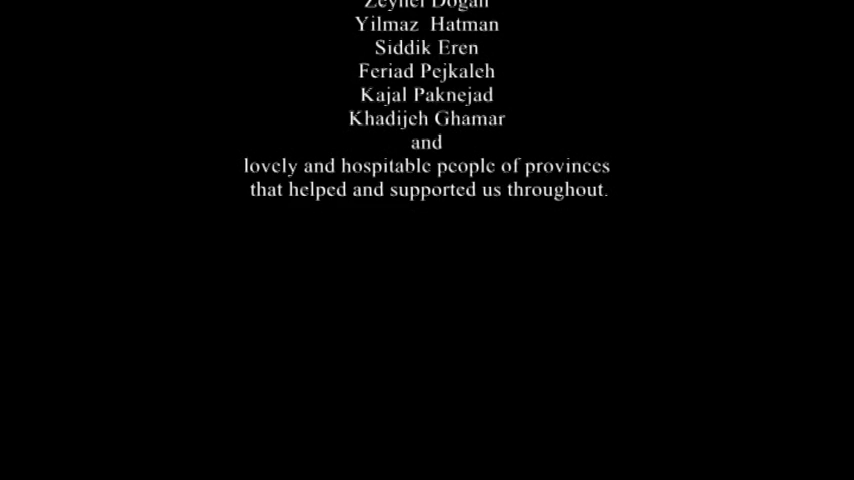 Zeynel Dogan
Yilmaz Hatman
Siddik Eren
Feriad Pejkaleh
Kajal Paknejad
Khadijeh Ghamar
and
lovely and hospitable people of provinces
that helped and supported us throughout.